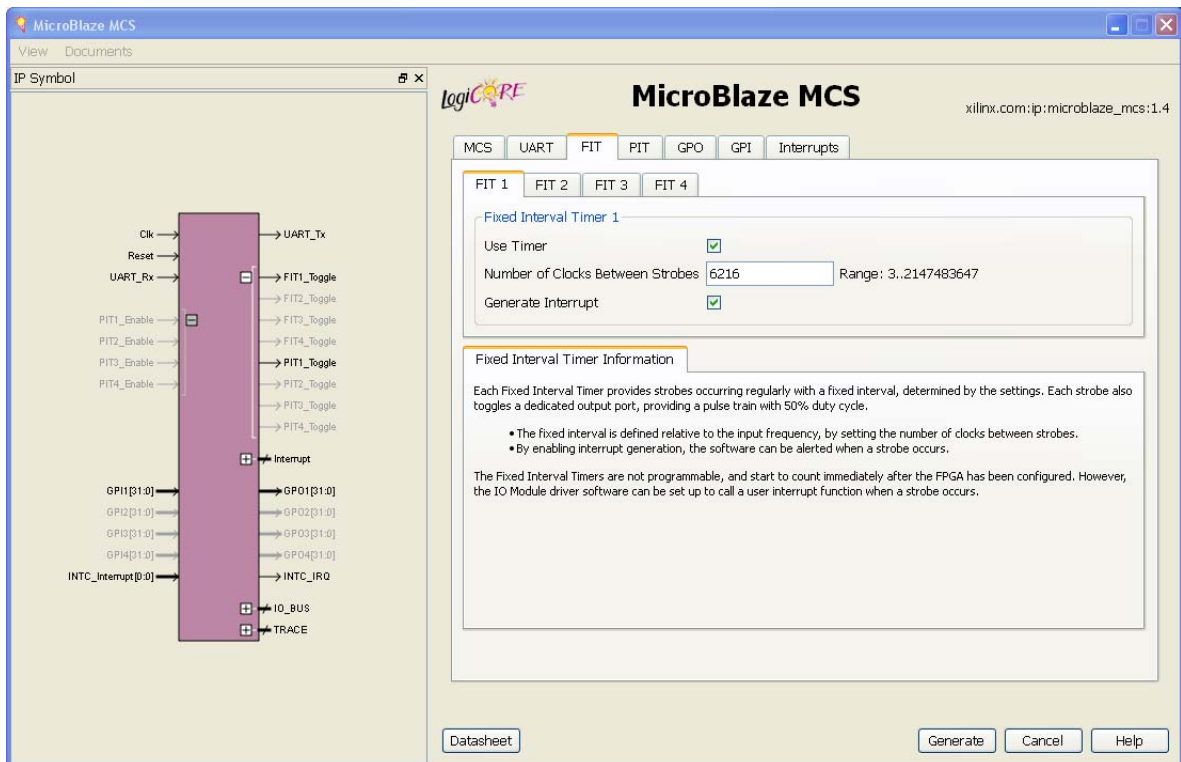 MicroBlaze MCS
View Documents
IP Symbol
Clk
Reset
UART_Rx
PIT1_Enable
PIT2_Enable
PIT3_Enable
PIT4_Enable
GPI1[31:0]
GPI2[31:0]
GPI3[31:0]
GPI4[31:0]
INTC_Interrupt[0:0]
UART_Tx
FIT1_Toggle
FIT2_Toggle
FIT3_Toggle
FIT4_Toggle
PIT1_Toggle
PIT2_Toggle
PIT3_Toggle
PIT4_Toggle
Interrupt
GPO1[31:0]
GPO2[31:0]
GPO3[31:0]
GPO4[31:0]
INTC_IRQ
IO_BUS
TRACE
LogiCORE
MicroBlaze MCS
xilinx.com:ip:microblaze_mcs:1.4
MCS UART FIT PIT GPO GPI Interrupts
FIT 1 FIT 2 FIT 3 FIT 4
Fixed Interval Timer 1
Use Timer
Number of Clocks Between Strobes 6216 Range: 3..2147483647
Generate Interrupt
Fixed Interval Timer Information
Each Fixed Interval Timer provides strobes occurring regularly with a fixed interval, determined by the settings. Each strobe also
toggles a dedicated output port, providing a pulse train with 50% duty cycle.
• The fixed interval is defined relative to the input frequency, by setting the number of clocks between strobes.
• By enabling interrupt generation, the software can be alerted when a strobe occurs.
The Fixed Interval Timers are not programmable, and start to count immediately after the FPGA has been configured. However,
the IO Module driver software can be set up to call a user interrupt function when a strobe occurs.
Datasheet Generate Cancel Help